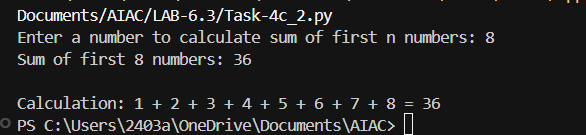 Documents/AIAC/LAB-6.3/Task-4c_2.py
Enter a number to calculate sum of first n numbers: 8
Sum of first 8 numbers: 36
Calculation: 1 + 2 + 3 + 4 + 5 + 6 + 7 + 8 = 36
PS C:\Users\2403a\OneDrive\Documents\AIAC>